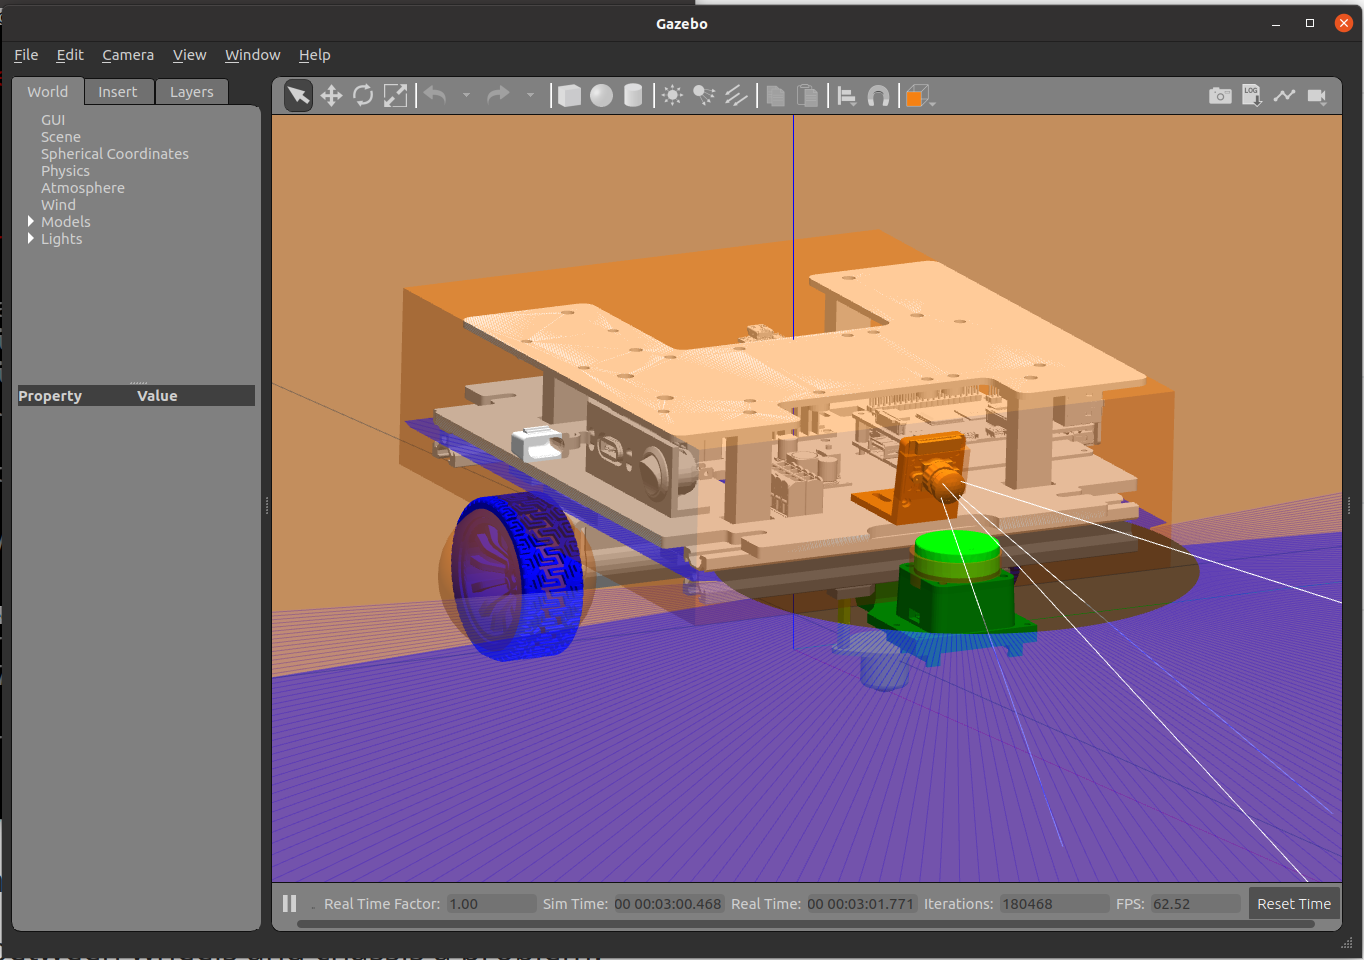 Gazebo
File Edit Camera View Window Help
World Insert Layers
LOG
GUI
Scene
Spherical Coordinates
Physics
Atmosphere
Wind
Models
Lights
Property Value
Real Time Factor: 1.00 Sim Time: 00 00:03:00.468 Real Time: 00 00:03:01.771 Iterations: 180468 FPS: 62.52 Reset Time